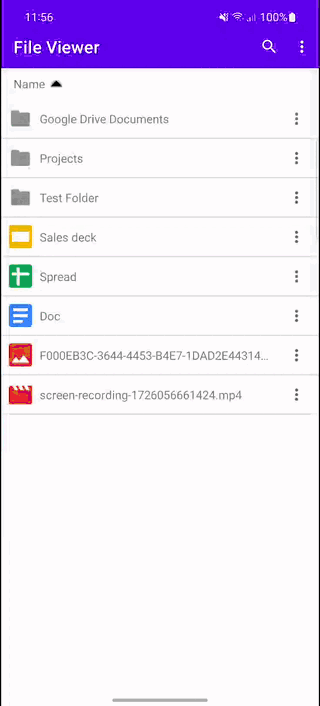 11:56
100%
File Viewer
Name
Google Drive Documents
Projects
Test Folder
Sales deck
Spread
Doc
F000EB3C-3644-4453-B4E7-1DAD2E44314...
screen-recording-1726056661424.mp4